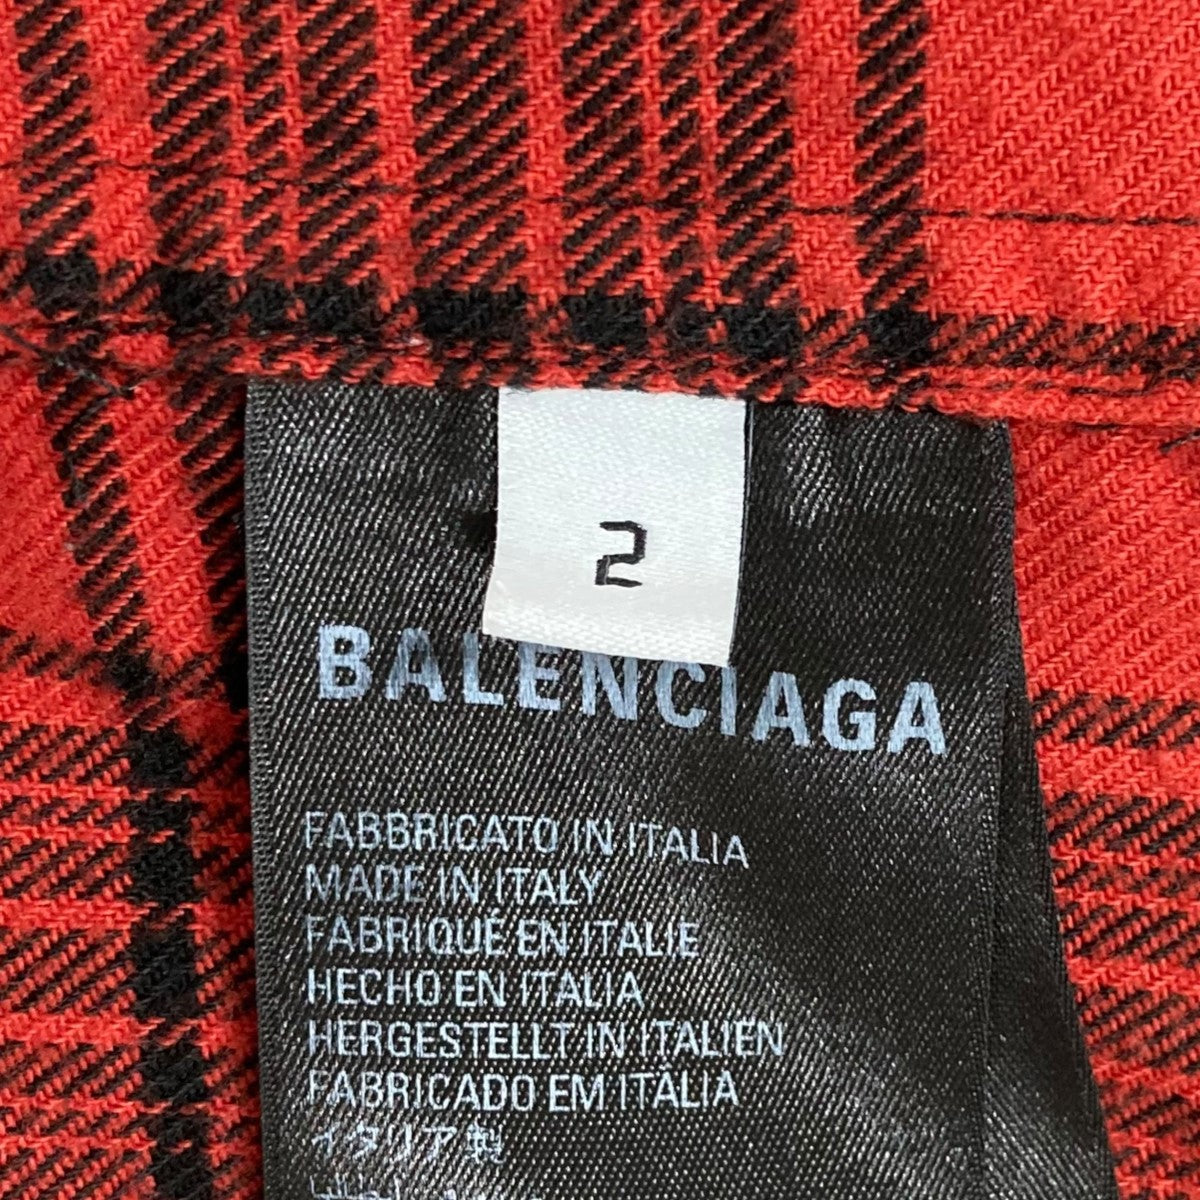 2
BALENCIAGA
FABBRICATO IN ITALIA
MADE IN ITALY
FABRIQUÉ EN ITALIE
HECHO EN ITALIA
HERGESTELLT IN ITALIEN
FABRICADO EM ITÀLIA
イタリア製